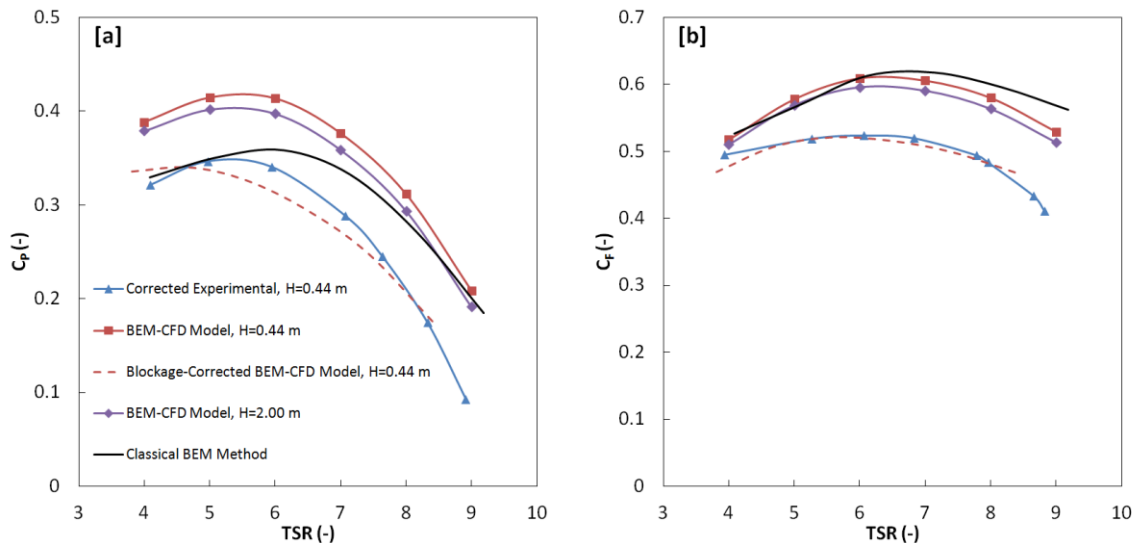 [a]
0.5
0.4
0.3
0.2
0.1
0
C_P (-)
3 4 5 6 7 8 9 10
TSR (-)
Corrected Experimental, H=0.44 m
BEM-CFD Model, H=0.44 m
Blockage-Corrected BEM-CFD Model, H=0.44 m
BEM-CFD Model, H=2.00 m
Classical BEM Method
[b]
0.7
0.6
0.5
0.4
0.3
0.2
0.1
0
C_F (-)
3 4 5 6 7 8 9 10
TSR (-)